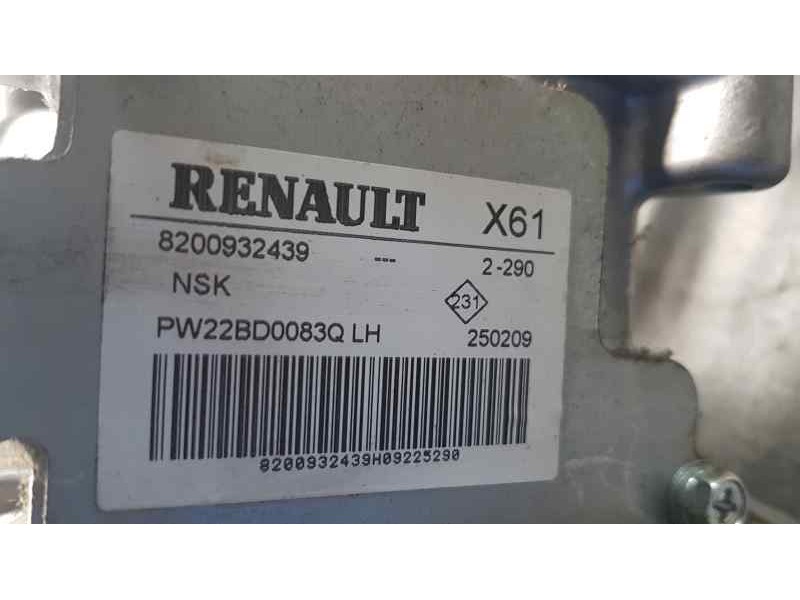 RENAULT X61
8200932439 --- 2-290
NSK
231
PW22BD0083Q LH 250209
8200932439H09225290